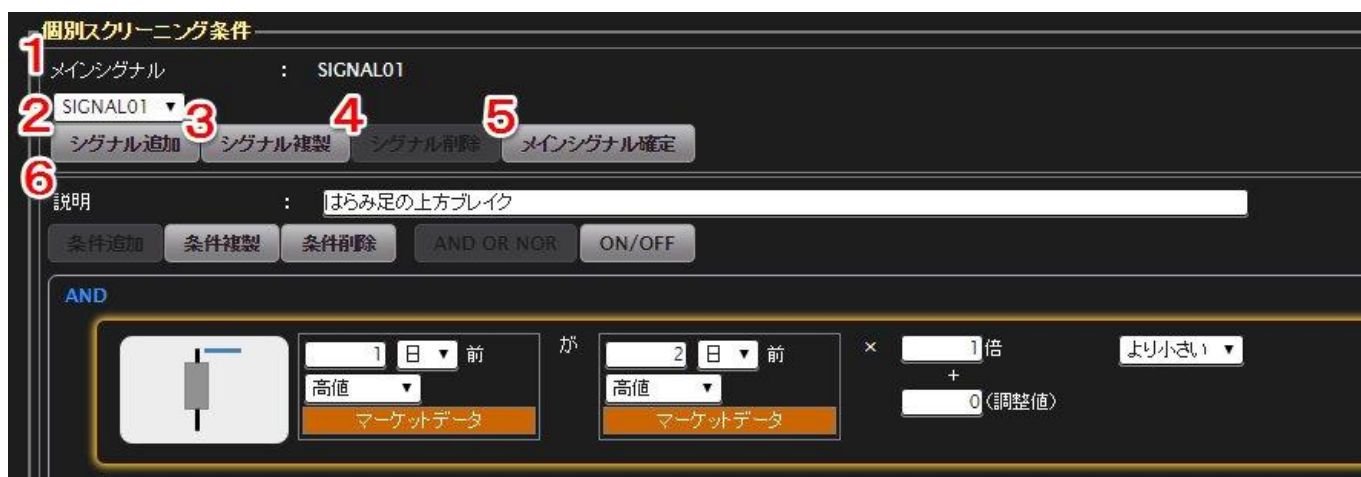 個別スクリーニング条件
1
メインシグナル : SIGNAL01
2 SIGNAL01 ▼ 3 4 5
シグナル追加 シグナル複製 シグナル削除 メインシグナル確定
6
説明 : はらみ足の上方ブレイク
条件追加 条件複製 条件削除 AND OR NOR ON/OFF
AND
1 日 ▼ 前 が 2 日 ▼ 前 × 1倍 より小さい ▼
+
高値 ▼ 高値 ▼ 0(調整値)
マーケットデータ マーケットデータ